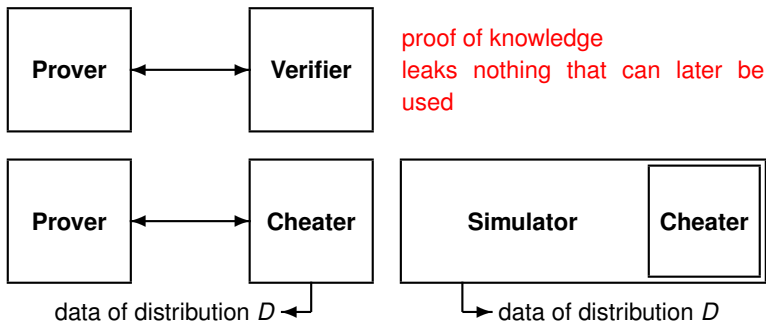 Prover
Verifier
proof of knowledge
leaks nothing that can later be
used
Prover
Cheater
Simulator
Cheater
data of distribution D
data of distribution D